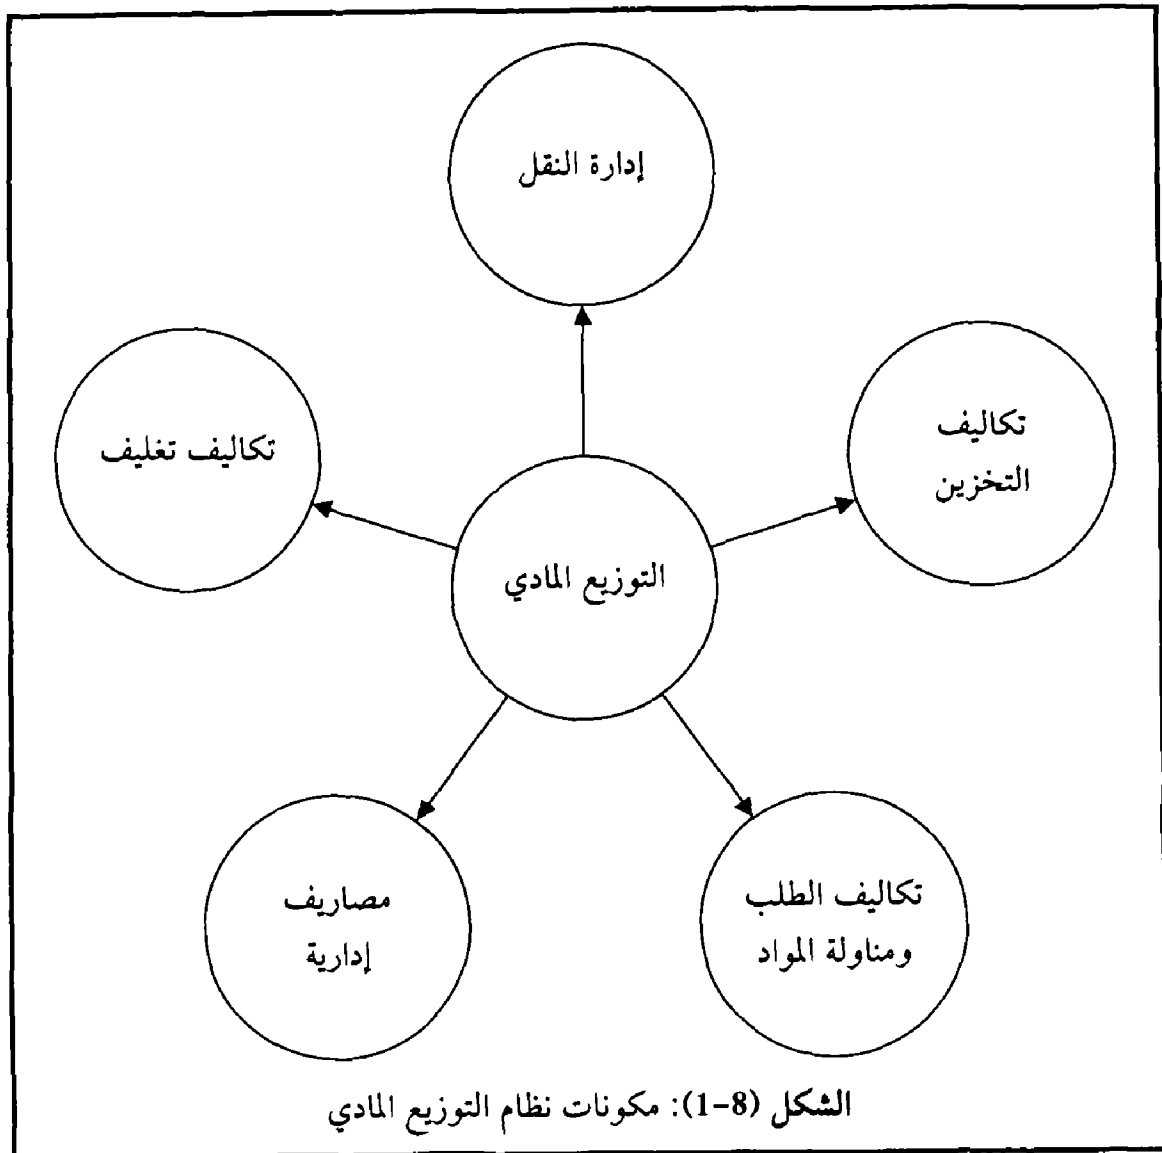 إدارة النقل
تكاليف
التخزين
تكاليف تغليف
التوزيع المادي
تكاليف الطلب
ومناولة المواد
مصاريف
إدارية
الشكل (8-1): مكونات نظام التوزيع المادي